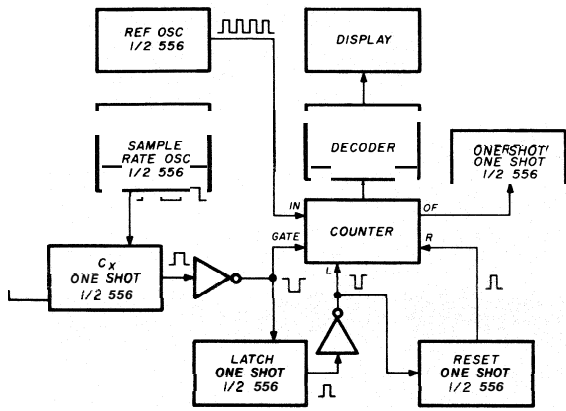 REF OSC
1/2 556
DISPLAY
SAMPLE
RATE OSC
1/2 556
DECODER
ONE SHOT
ONE SHOT
1/2 556
IN
OF
GATE
COUNTER
R
L
CX
ONE SHOT
1/2 556
LATCH
ONE SHOT
1/2 556
RESET
ONE SHOT
1/2 556